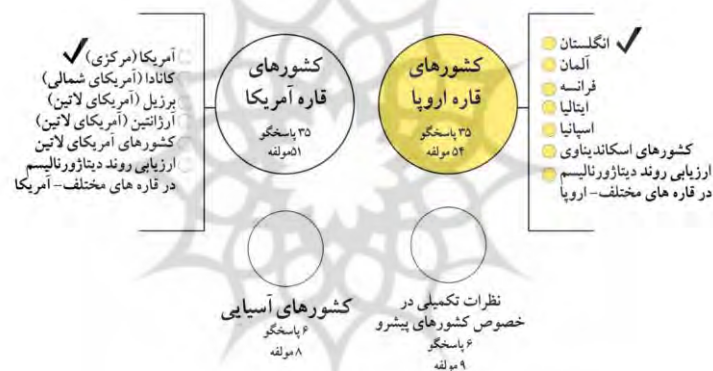 انگلستان
آلمان
فرانسه
ایتالیا
اسپانیا
کشورهای اسکاندیناوی
ارزیابی روند دیتاژورنالیسم
در قاره های مختلف - اروپا
کشورهای
قاره اروپا
۳۵ پاسخگو
۵۴ مولفه
کشورهای
قاره آمریکا
۳۵ پاسخگو
۵۱مولفه
آمریکا (مرکزی)
کانادا (آمریکای شمالی)
برزیل (آمریکای لاتین)
آرژانتین (آمریکای لاتین)
کشورهای آمریکای لاتین
ارزیابی روند دیتاژورنالیسم
در قاره های مختلف - آمریکا
نظرات تکمیلی در
خصوص کشورهای پیشرو
۶ پاسخگو
۹ مولفه
کشورهای آسیایی
۶ پاسخگو
۸ مولفه